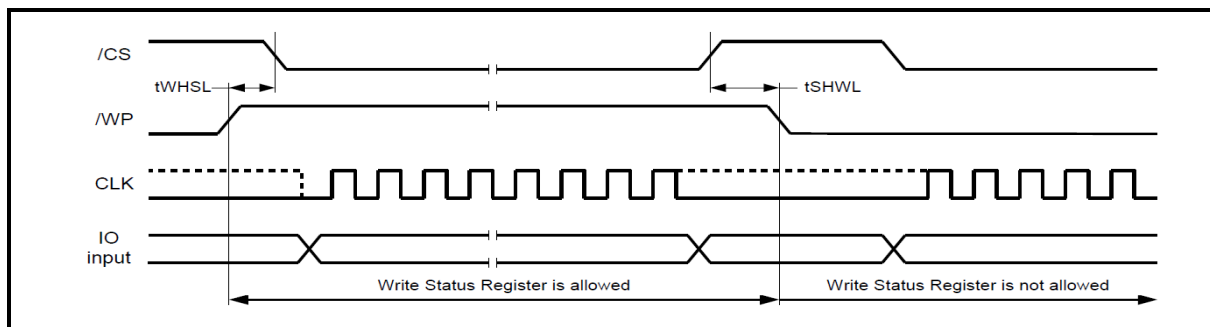 /CS
tWHSL
tSHWL
/WP
CLK
IO
input
Write Status Register is allowed
Write Status Register is not allowed